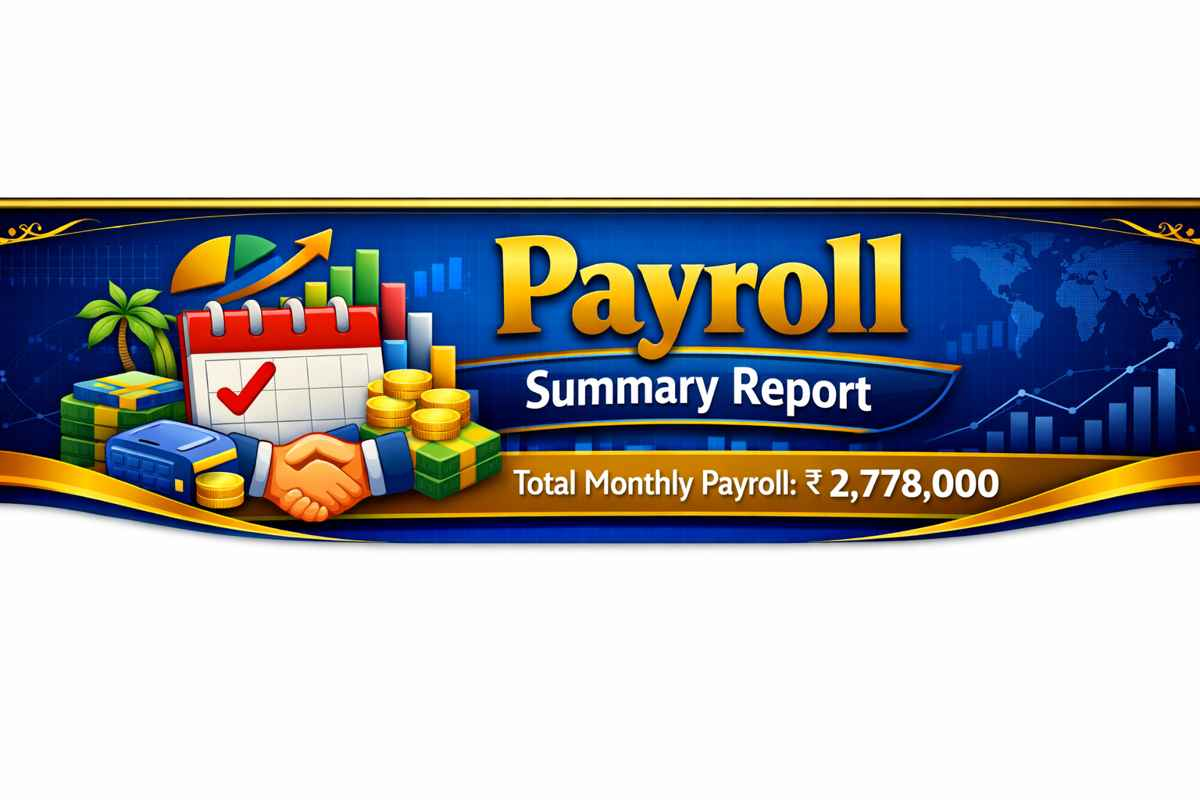 Payroll
Summary Report
Total Monthly Payroll: ₹ 2,778,000